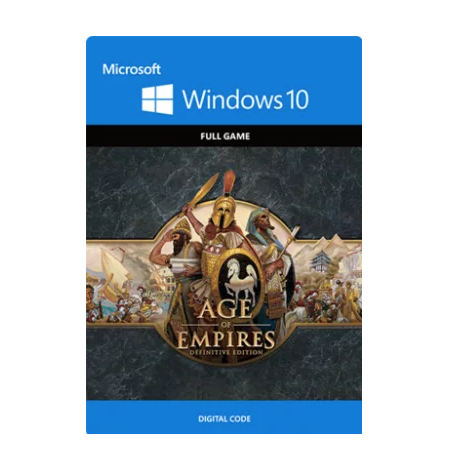 Microsoft
Windows 10
FULL GAME
AGE
OF
EMPIRES
DEFINITIVE EDITION
DIGITAL CODE